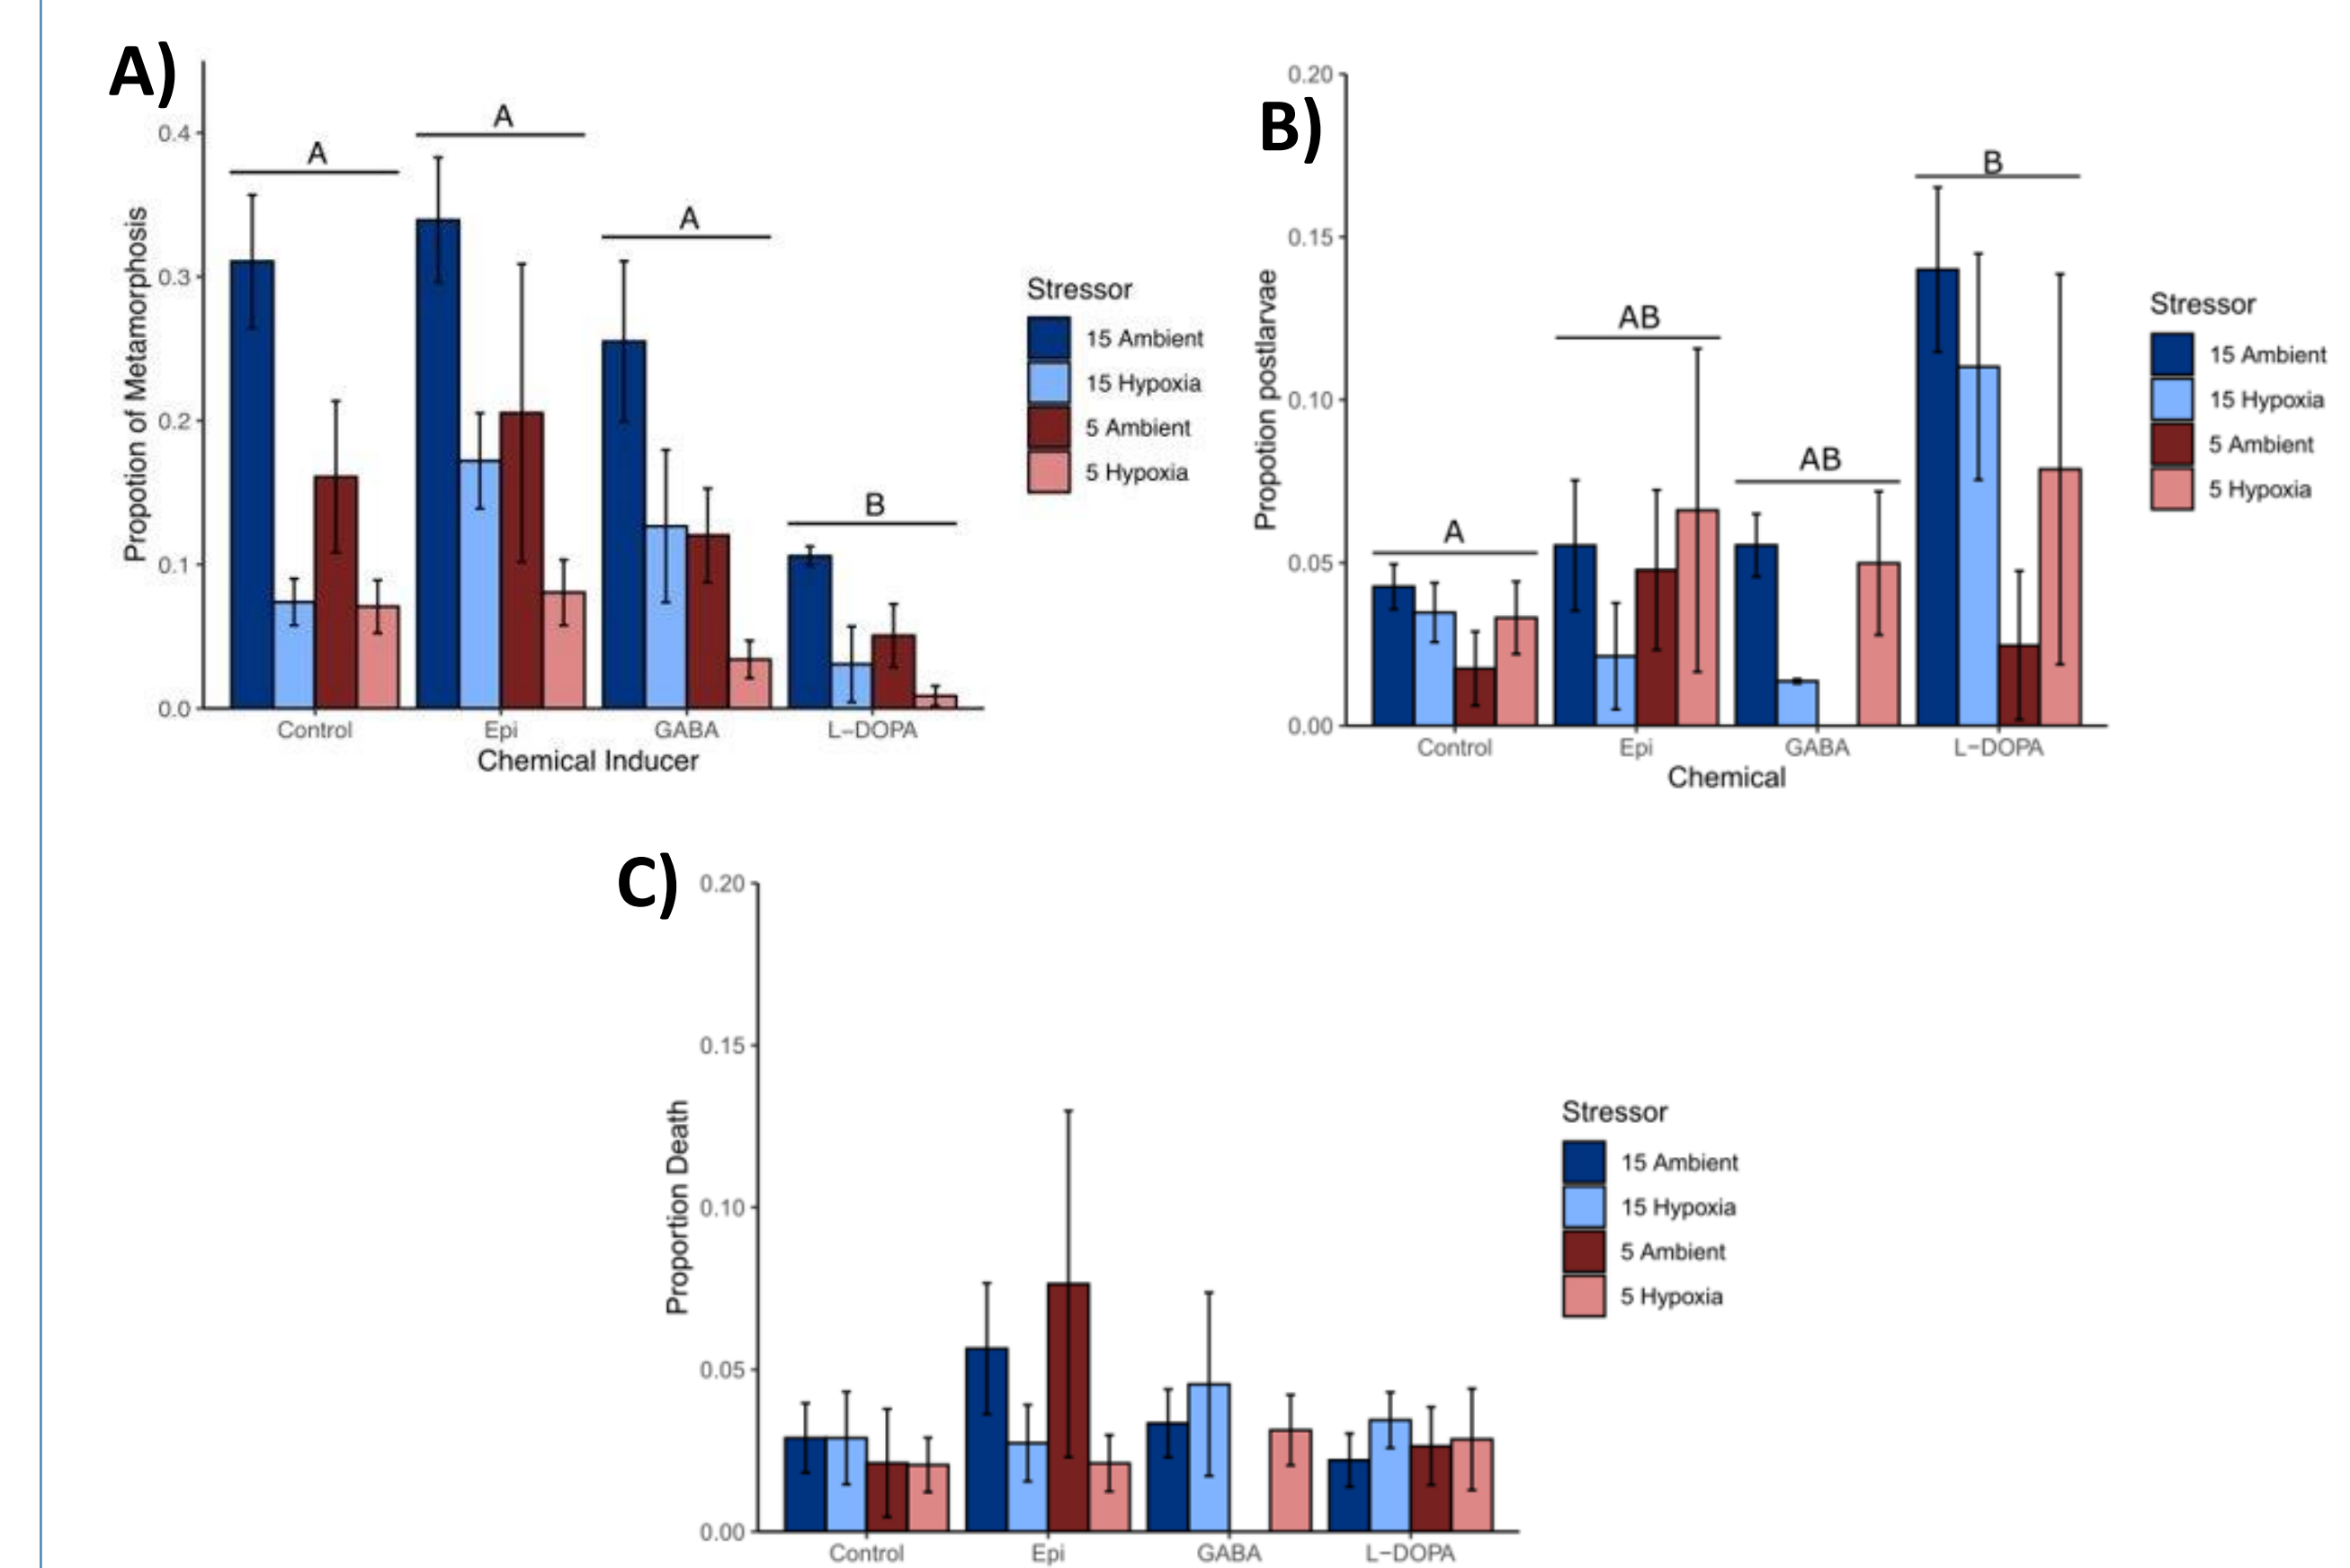 A)
Propotion of Metamorphosis
0.4
0.3
0.2
0.1
0.0
A
A
A
B
Control
Epi
GABA
L-DOPA
Chemical Inducer
Stressor
15 Ambient
15 Hypoxia
5 Ambient
5 Hypoxia
B)
Propotion postlarvae
0.20
0.15
0.10
0.05
0.00
A
AB
AB
B
Control
Epi
GABA
L-DOPA
Chemical
Stressor
15 Ambient
15 Hypoxia
5 Ambient
5 Hypoxia
C)
Proportion Death
0.20
0.15
0.10
0.05
0.00
Control
Epi
GABA
L-DOPA
Stressor
15 Ambient
15 Hypoxia
5 Ambient
5 Hypoxia